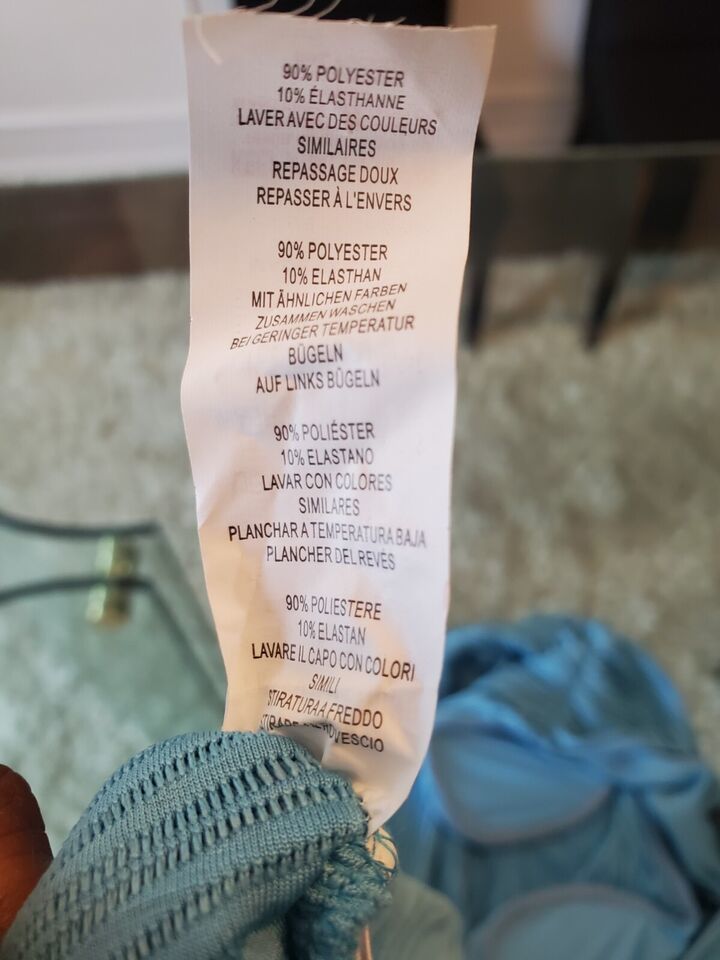 90% POLYESTER
10% ÉLASTHANNE
LAVER AVEC DES COULEURS
SIMILAIRES
REPASSAGE DOUX
REPASSER À L'ENVERS
90% POLYESTER
10% ELASTHAN
MIT ÄHNLICHEN FARBEN
ZUSAMMEN WASCHEN
BEI GERINGER TEMPERATUR
BÜGELN
AUF LINKS BÜGELN
90% POLIÉSTER
10% ELASTANO
LAVAR CON COLORES
SIMILARES
PLANCHAR A TEMPERATURA BAJA
PLANCHER DEL REVÉS
90% POLIESTERE
10% ELASTAN
LAVARE IL CAPO CON COLORI
SIMILI
STIRATURA A FREDDO